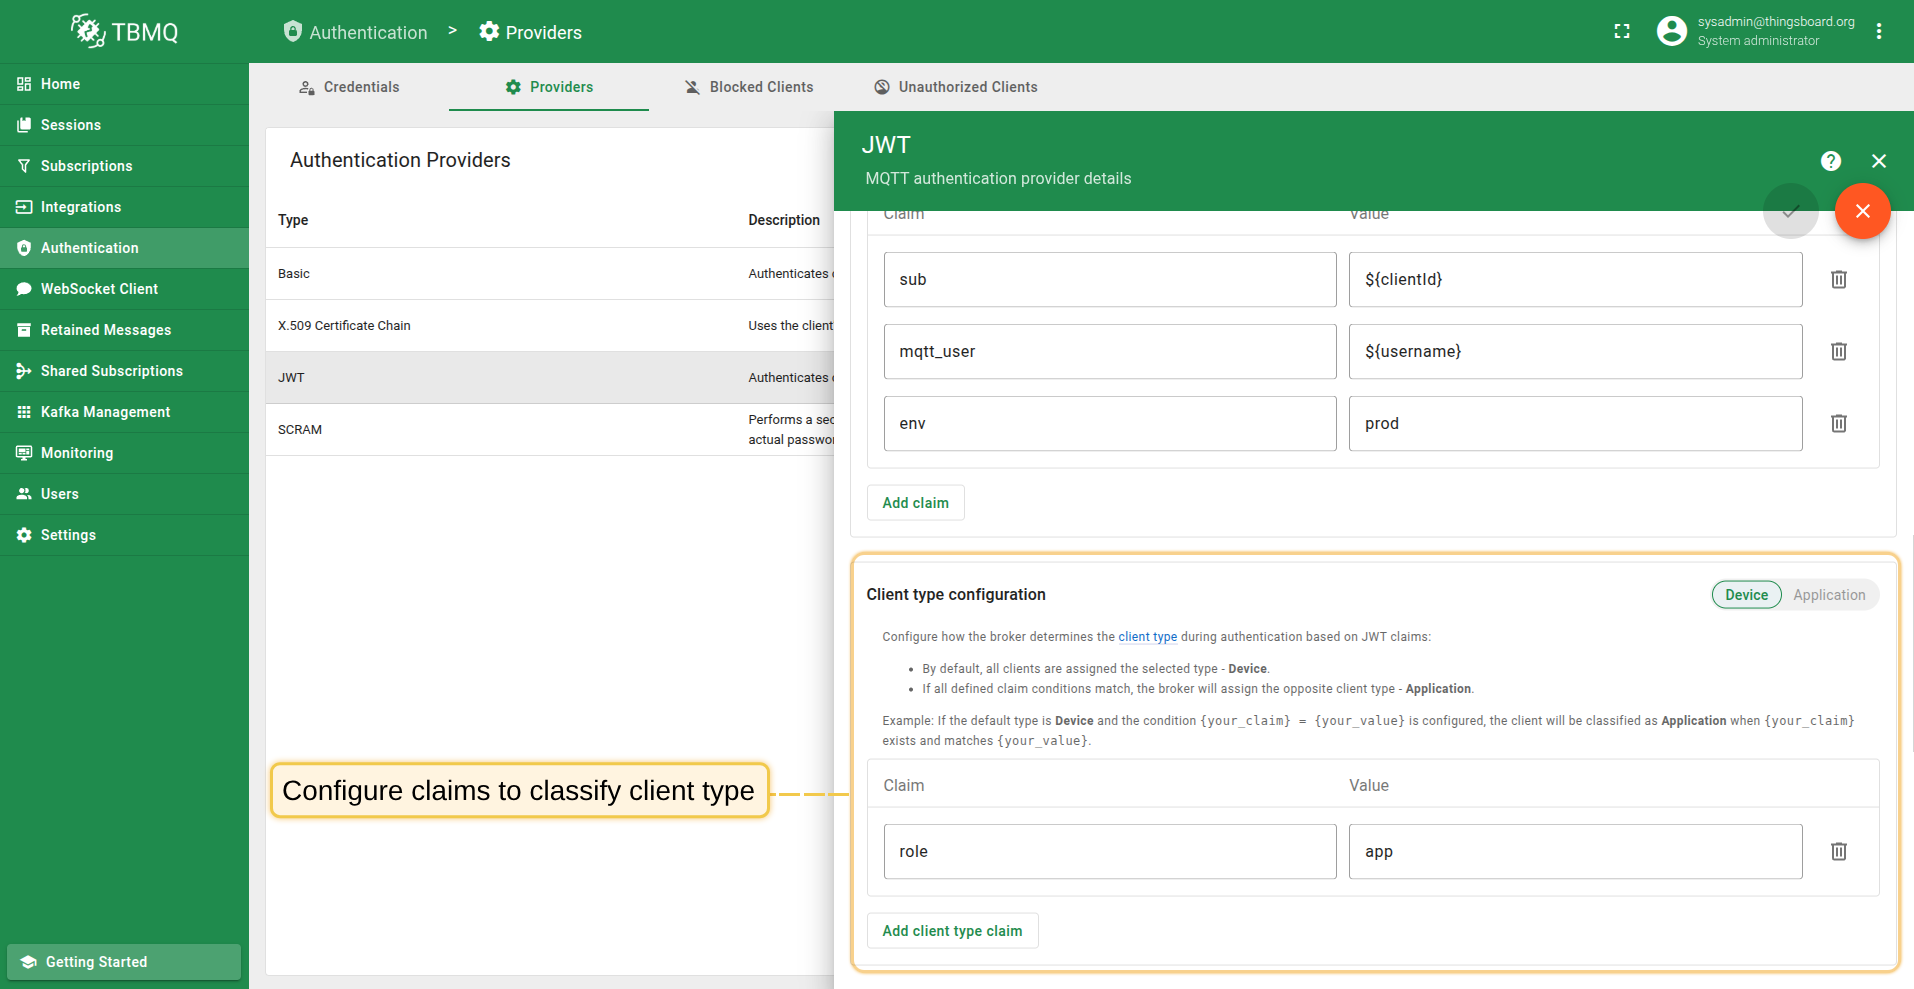 TBMQ
Authentication > Providers
sysadmin@thingsboard.org
System administrator
Home
Sessions
Subscriptions
Integrations
Authentication
WebSocket Client
Retained Messages
Shared Subscriptions
Kafka Management
Monitoring
Users
Settings
Getting Started
Credentials
Providers
Blocked Clients
Unauthorized Clients
Authentication Providers
Type Description
Basic Authenticates
X.509 Certificate Chain Uses the client
JWT Authenticates
SCRAM Performs a sec
actual passwor
JWT
MQTT authentication provider details
?
Claim Value
sub ${clientId}
mqtt_user ${username}
env prod
Add claim
Client type configuration Device Application
Configure how the broker determines the client type during authentication based on JWT claims:
• By default, all clients are assigned the selected type - Device.
• If all defined claim conditions match, the broker will assign the opposite client type - Application.
Example: If the default type is Device and the condition {your_claim} = {your_value} is configured, the client will be classified as Application when {your_claim}
exists and matches {your_value}.
Configure claims to classify client type
Claim Value
role app
Add client type claim